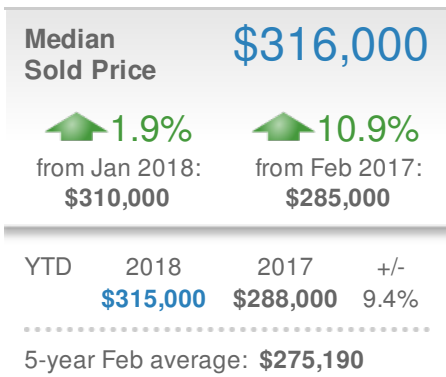 Median
Sold Price
$316,000
1.9%
10.9%
from Jan 2018:
from Feb 2017:
$310,000
$285,000
YTD 2018 2017 +/-
$315,000 $288,000 9.4%
5-year Feb average: $275,190